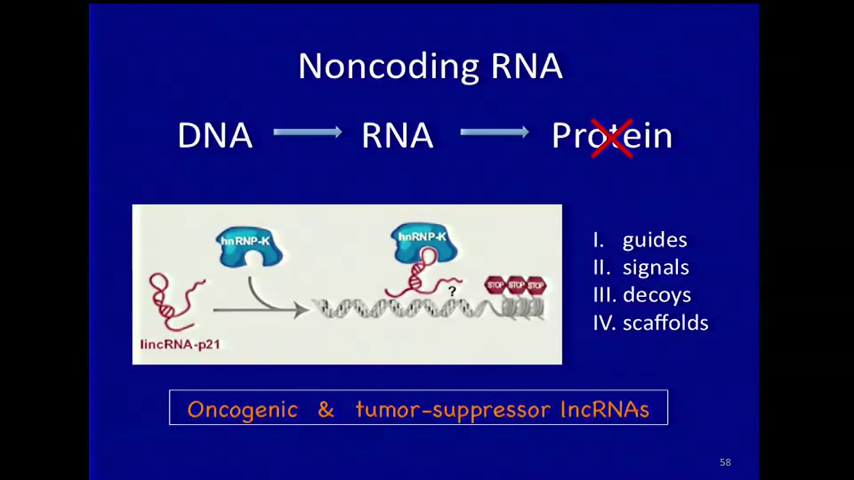 Noncoding RNA
DNA RNA Protein
hnRNP-K hnRNP-K
?
STOP STOP STOP
lincRNA-p21
I. guides
II. signals
III. decoys
IV. scaffolds
Oncogenic & tumor-suppressor lncRNAs
58